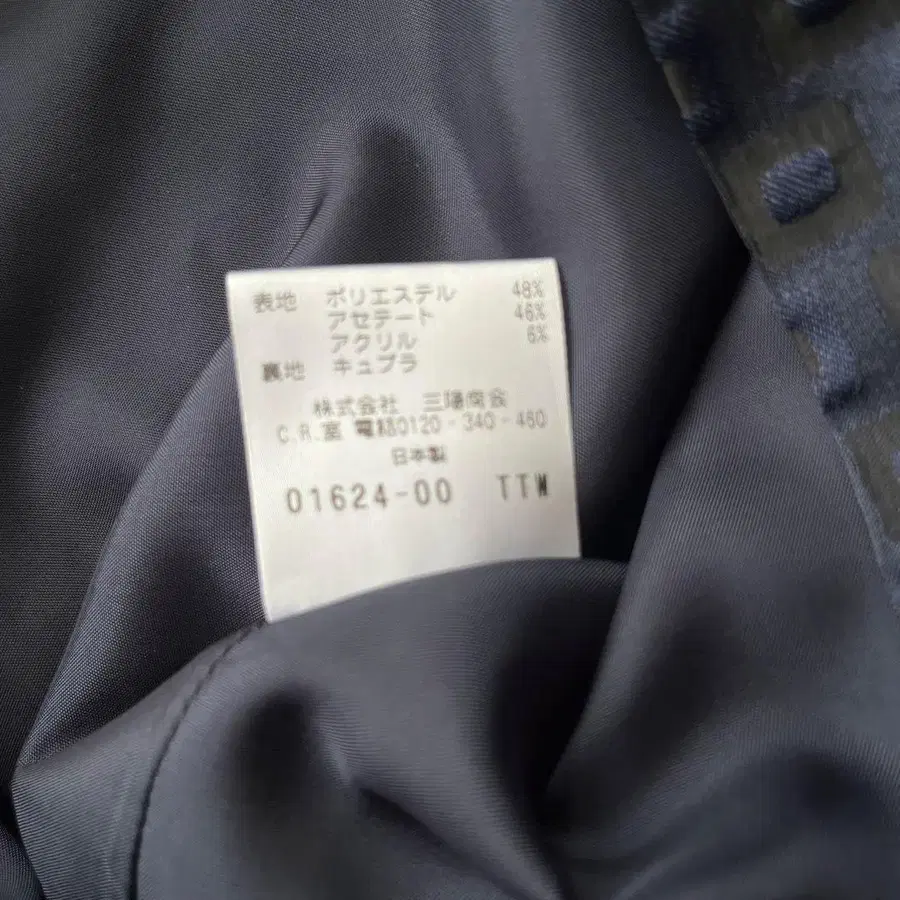 表地 ポリエステル 48%
アセテート 46%
アクリル 6%
裏地 キュプラ
株式会社 三陽商会
C.R.室 電話0120-340-460
日本製
01624-00 TTW